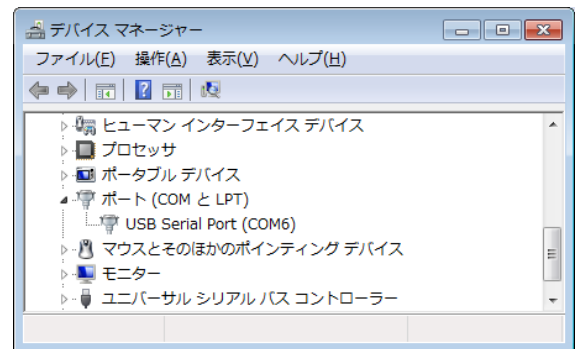 デバイス マネージャー
ファイル(F) 操作(A) 表示(V) ヘルプ(H)
ヒューマン インターフェイス デバイス
プロセッサ
ポータブル デバイス
ポート (COM と LPT)
USB Serial Port (COM6)
マウスとそのほかのポインティング デバイス
モニター
ユニバーサル シリアル バス コントローラー